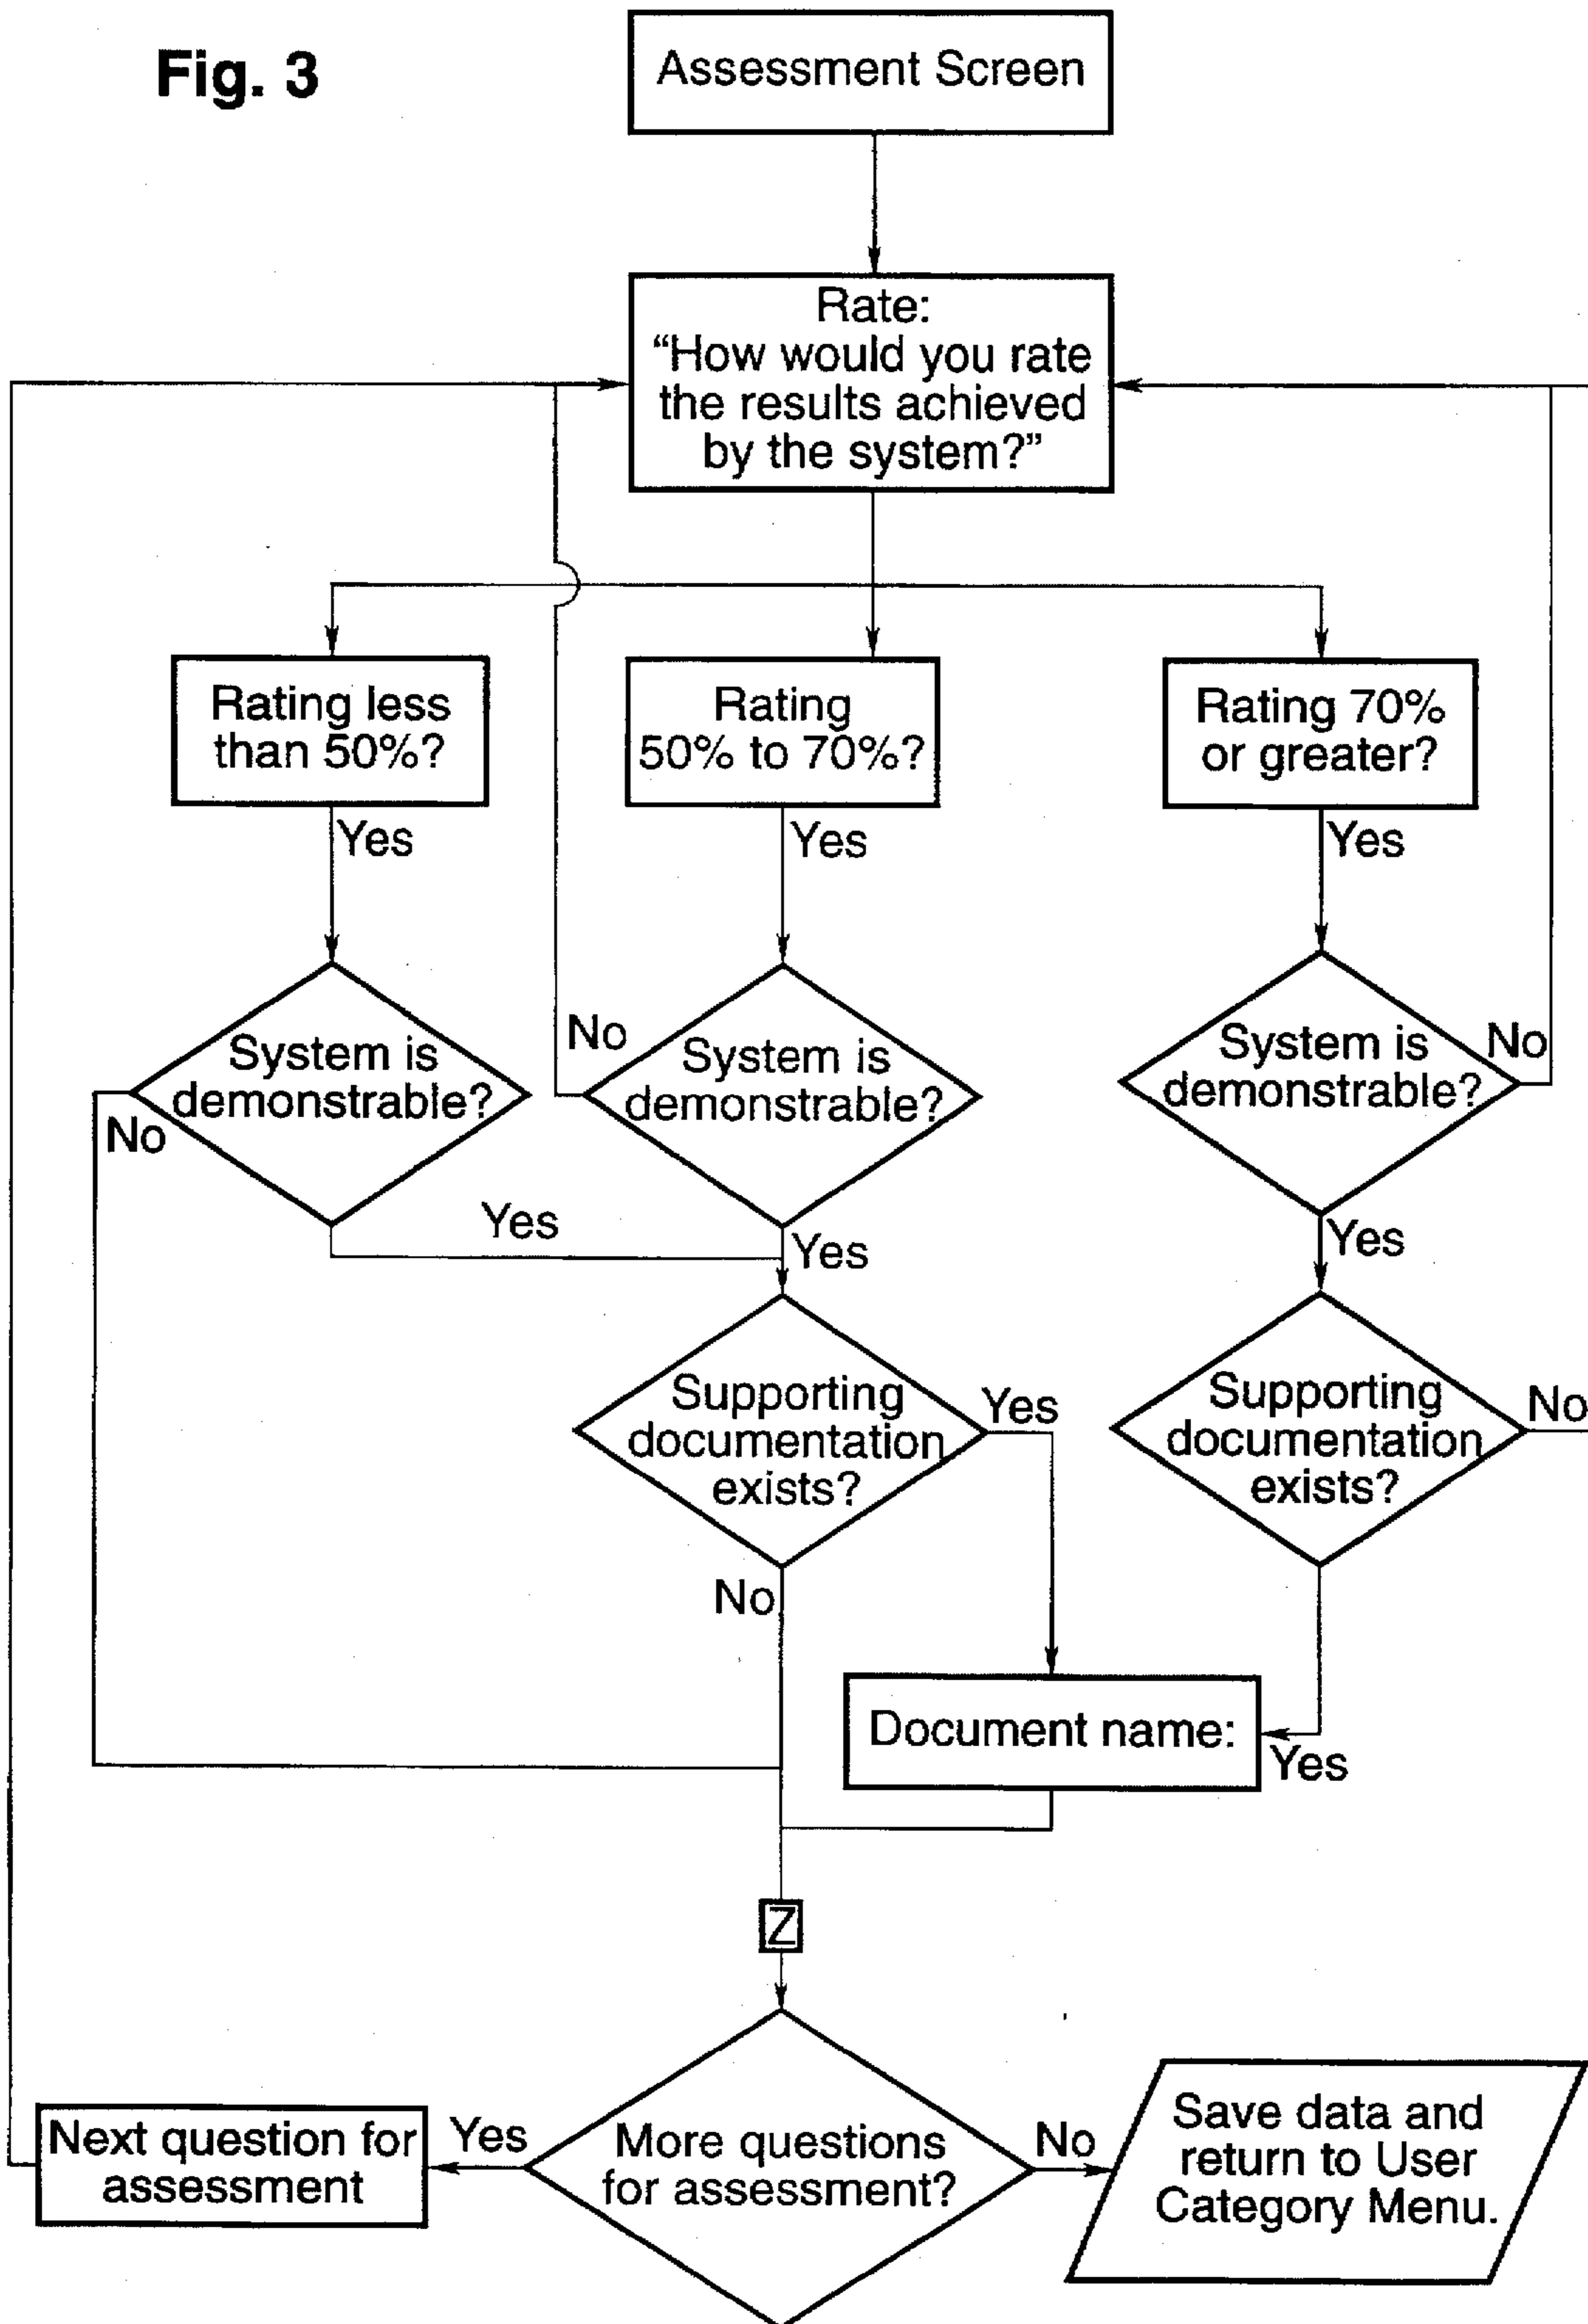 Fig. 3
Assessment Screen
Rate:
“How would you rate
the results achieved
by the system?”
Rating less
than 50%?
Rating
50% to 70%?
Rating 70%
or greater?
Yes
Yes
Yes
System is
demonstrable?
No
No
System is
demonstrable?
System is
demonstrable?
No
Yes
Yes
Yes
Supporting
documentation
exists?
Yes
No
Supporting
documentation
exists?
No
Document name:
Yes
Z
Next question for
assessment
Yes
More questions
for assessment?
No
Save data and
return to User
Category Menu.